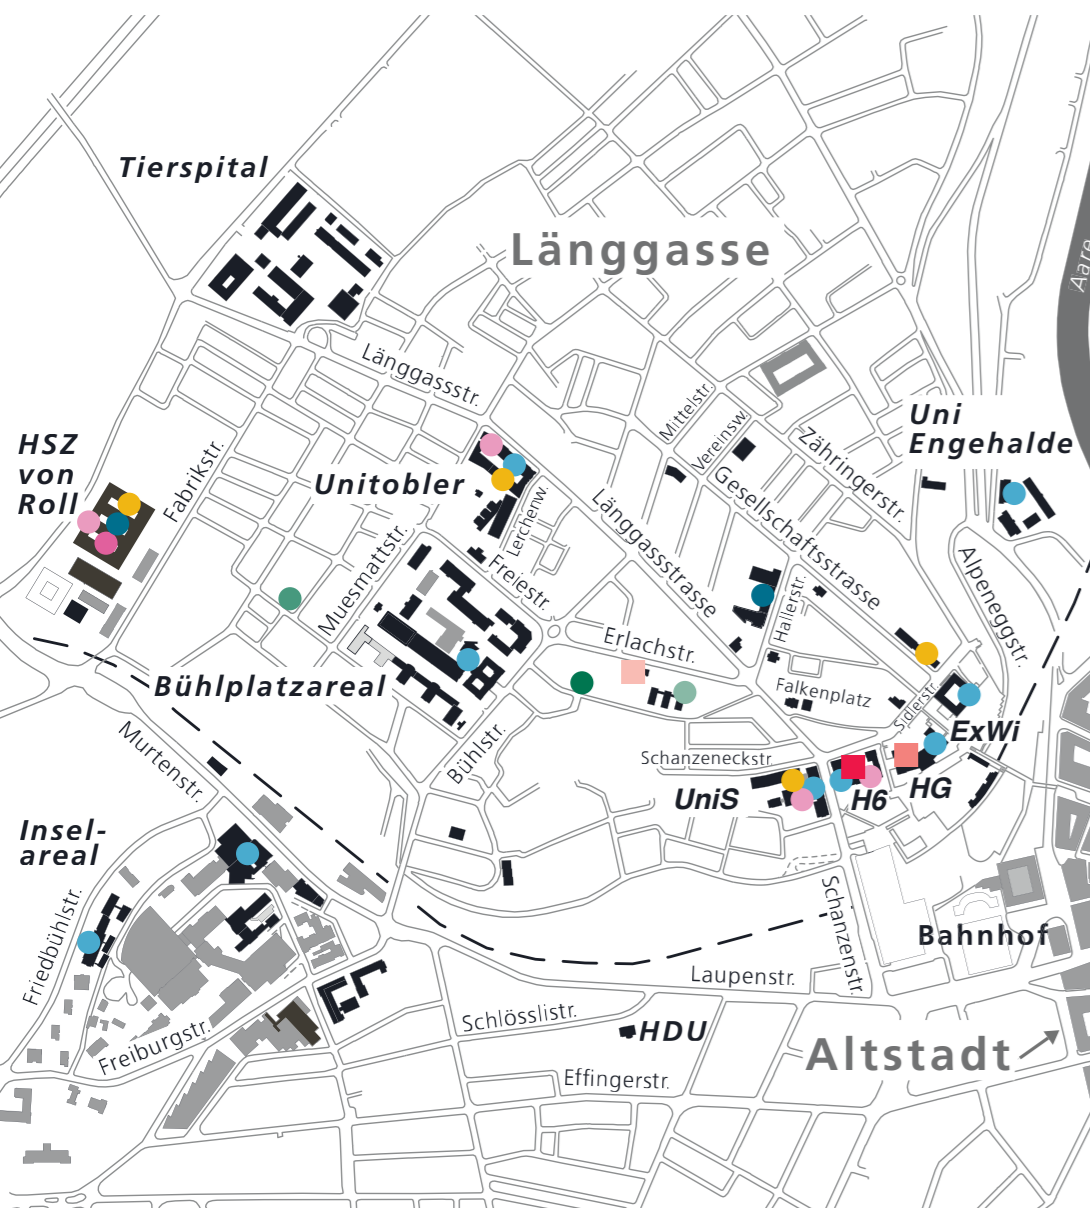 Tierspital
Länggasse
Aare
Länggassstr.
Mittelstr.
Vereinsw.
Uni
Engehalde
HSZ
von
Roll
Fabrikstr.
Unitobler
Zähringerstr.
Gesellschaftsstrasse
Länggassstrasse
Lerchenw.
Muesmattstr.
Freiestr.
Hallerstr.
Alpeneggstr.
Erlachstr.
Bühlplatzareal
Falkenplatz
Sidlerstr.
ExWi
Murtenstr.
Bühlstr.
Schanzeneckstr.
UniS
H6
HG
Insel-
areal
Friedbühlstr.
Schanzenstr.
Bahnhof
Laupenstr.
Freiburgstr.
Schlösslistr.
HDU
Altstadt
Effingerstr.